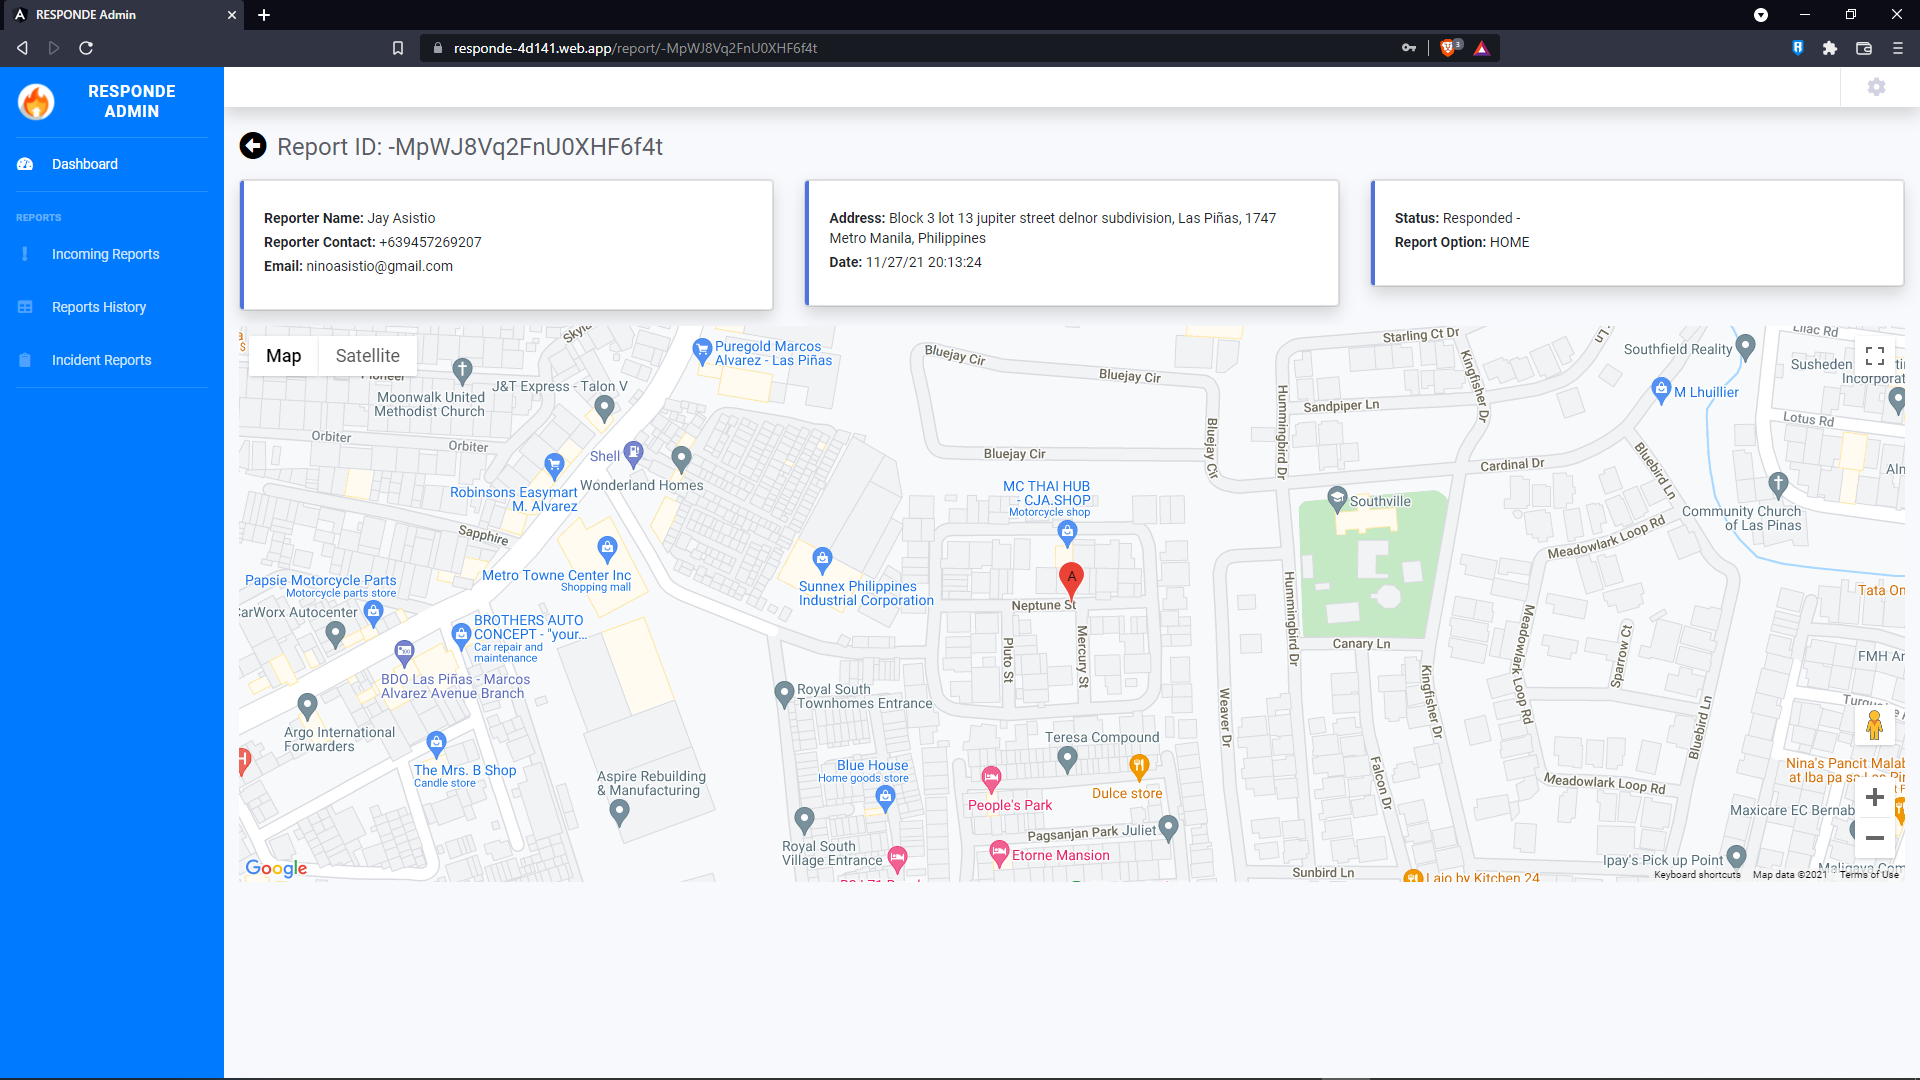 RESPONDE Admin
responde-4d141.web.app/report/-MpWJ8Vq2FnU0XHF6f4t
3
RESPONDE
ADMIN
Dashboard
REPORTS
Incoming Reports
Reports History
Incident Reports
Report ID: -MpWJ8Vq2FnU0XHF6f4t
Reporter Name: Jay Asistio
Reporter Contact: +639457269207
Email: ninoasistio@gmail.com
Address: Block 3 lot 13 jupiter street delnor subdivision, Las Piñas, 1747
Metro Manila, Philippines
Date: 11/27/21 20:13:24
Status: Responded -
Report Option: HOME
Map
Satellite
Puregold Marcos
Alvarez - Las Piñas
J&T Express - Talon V
Moonwalk United
Methodist Church
Orbiter
Orbiter
Shell
Wonderland Homes
Robinsons Easymart
M. Alvarez
Sapphire
Metro Towne Center Inc
Shopping mall
Papsie Motorcycle Parts
Motorcycle parts store
CarWorx Autocenter
BROTHERS AUTO
CONCEPT - "your...
Car repair and
maintenance
BDO Las Piñas - Marcos
Alvarez Avenue Branch
Argo International
Forwarders
The Mrs. B Shop
Candle store
Aspire Rebuilding
& Manufacturing
Sunnex Philippines
Industrial Corporation
Bluejay Cir
Bluejay Cir
Bluejay Cir
Bluejay Cir
MC THAI HUB
- CJA.SHOP
Motorcycle shop
A
Neptune St
Pluto St
Mercury St
Royal South
Townhomes Entrance
Blue House
Home goods store
Teresa Compound
People's Park
Dulce store
Pagsanjan Park
Juliet
Etorne Mansion
Royal South
Village Entrance
Starling Ct Dr
Kingfisher Dr
Sandpiper Ln
Hummingbird Dr
Cardinal Dr
Southville
Hummingbird Dr
Canary Ln
Kingfisher Dr
Weaver Dr
Falcon Dr
Sunbird Ln
Lajo by Kitchen 24
Southfield Reality
M Lhuillier
Lilac Rd
Susheden
Incorporat
Lotus Rd
Bluebird Ln
Community Church
of Las Pinas
Meadowlark Loop Rd
Meadowlark Loop Rd
Sparrow Ct
Bluebird Ln
Meadowlark Loop Rd
Tata On
FMH Ar
Nina's Pancit Malab
at Iba pa sa Las Pir
Maxicare EC Bernab
Ipay's Pick up Point
Google
Keyboard shortcuts
Map data ©2021
Terms of Use